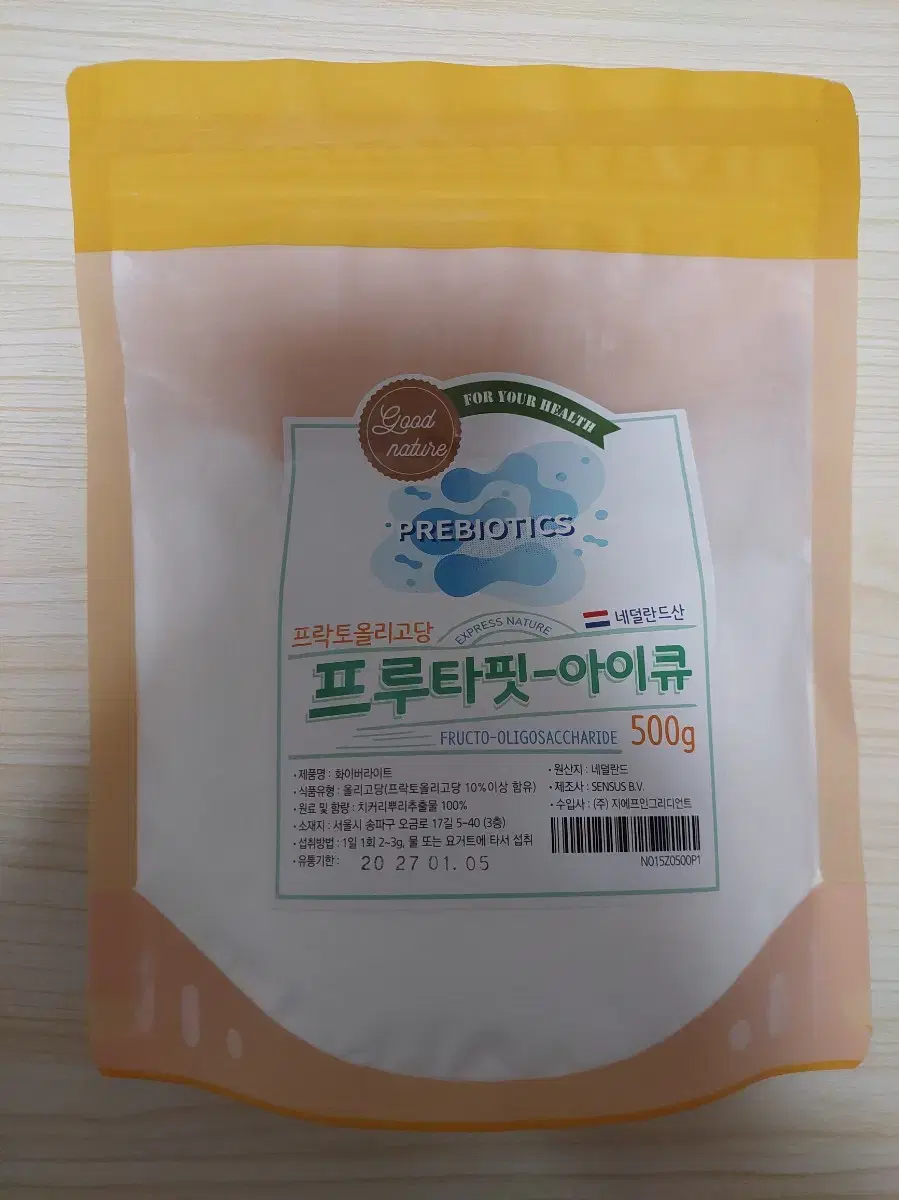 Good
nature
FOR YOUR HEALTH
PREBIOTICS
프락토올리고당
EXPRESS NATURE
네덜란드산
프루타핏-아이큐
FRUCTO-OLIGOSACCHARIDE 500g
· 제품명 : 화이버라이트
· 식품유형 : 올리고당(프락토올리고당 10%이상 함유)
· 원료 및 함량 : 치커리뿌리추출물 100%
· 소재지 : 서울시 송파구 오금로 17길 5-40 (3층)
· 섭취방법 : 1일 1회 2~3g, 물 또는 요거트에 타서 섭취
· 유통기한 : 20 27 01. 05
· 원산지 : 네덜란드
· 제조사 : SENSUS B.V.
· 수입사 : (주) 지에프인그리디언트
N015Z0500P1